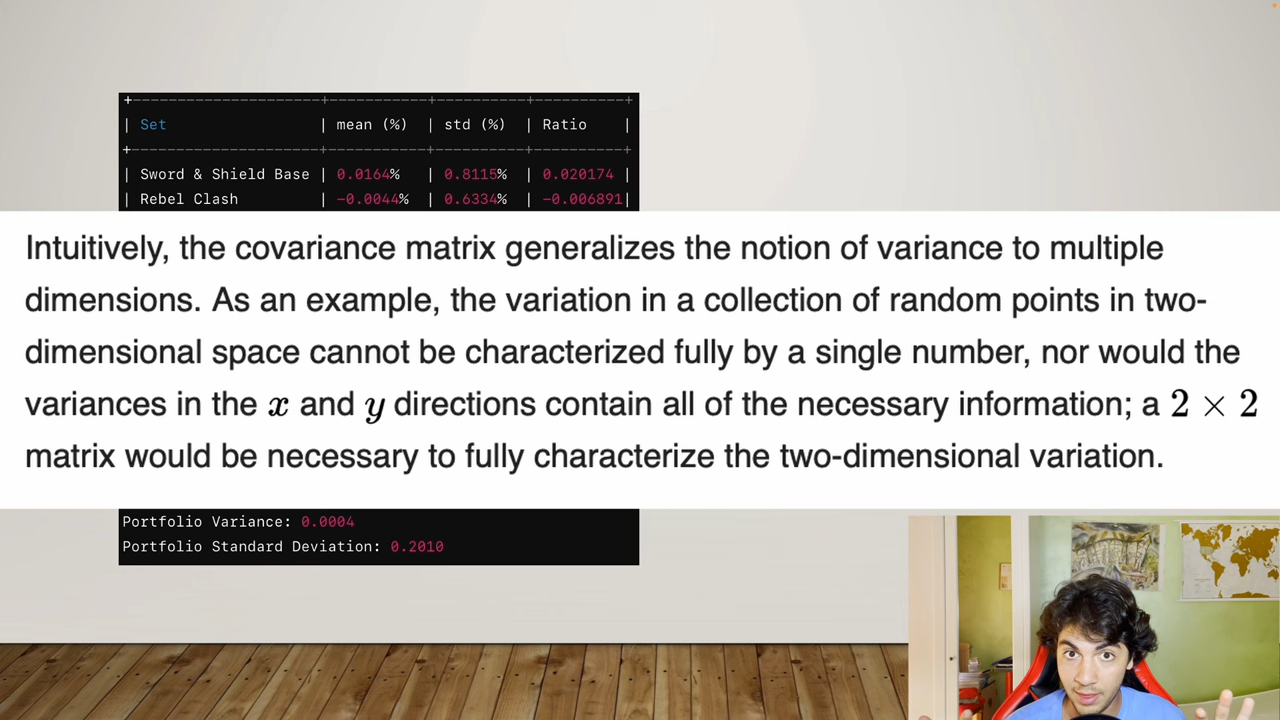 +---------------------+-----------+----------+----------+
| Set | mean (%) | std (%) | Ratio |
+---------------------+-----------+----------+----------+
| Sword & Shield Base | 0.0164% | 0.8115% | 0.020174 |
| Rebel Clash | -0.0044% | 0.6334% | -0.006891|
Intuitively, the covariance matrix generalizes the notion of variance to multiple
dimensions. As an example, the variation in a collection of random points in two-
dimensional space cannot be characterized fully by a single number, nor would the
variances in the x and y directions contain all of the necessary information; a 2 × 2
matrix would be necessary to fully characterize the two-dimensional variation.
Portfolio Variance: 0.0004
Portfolio Standard Deviation: 0.2010